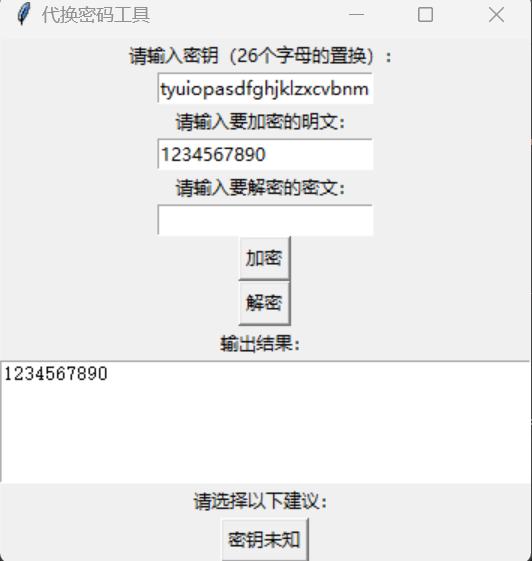 代换密码工具
请输入密钥（26个字母的置换）：
tyuiopasdfghjklzxcvbnm
请输入要加密的明文：
1234567890
请输入要解密的密文：
加密
解密
输出结果：
1234567890
请选择以下建议：
密钥未知